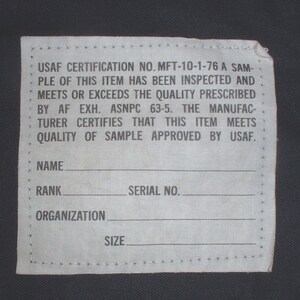 USAF CERTIFICATION NO. MFT-10-1-76 A SAM-
PLE OF THIS ITEM HAS BEEN INSPECTED AND
MEETS OR EXCEEDS THE QUALITY PRESCRIBED
BY AF EXH. ASNPC 63-5. THE MANUFAC-
TURER CERTIFIES THAT THIS ITEM MEETS
QUALITY OF SAMPLE APPROVED BY USAF.
NAME
RANK SERIAL NO.
ORGANIZATION
SIZE